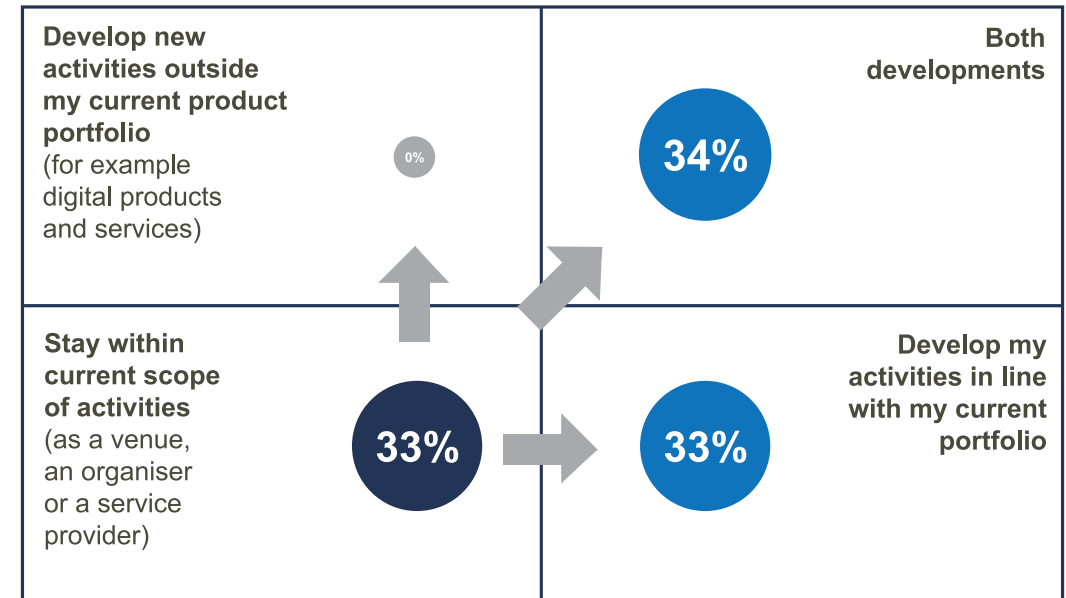 Develop new
activities outside
my current product
portfolio
(for example
digital products
and services)
0%
Both
developments
34%
Stay within
current scope
of activities
(as a venue,
an organiser
or a service
provider)
33%
Develop my
activities in line
with my current
portfolio
33%